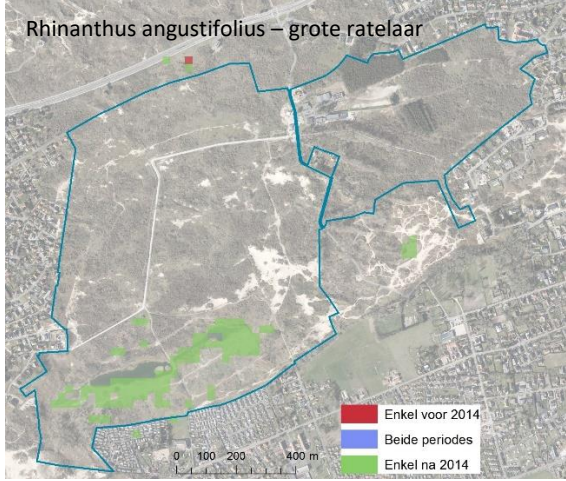 Rhinanthus angustifolius – grote ratelaar
Enkel voor 2014
Beide periodes
Enkel na 2014
0 100 200 400 m